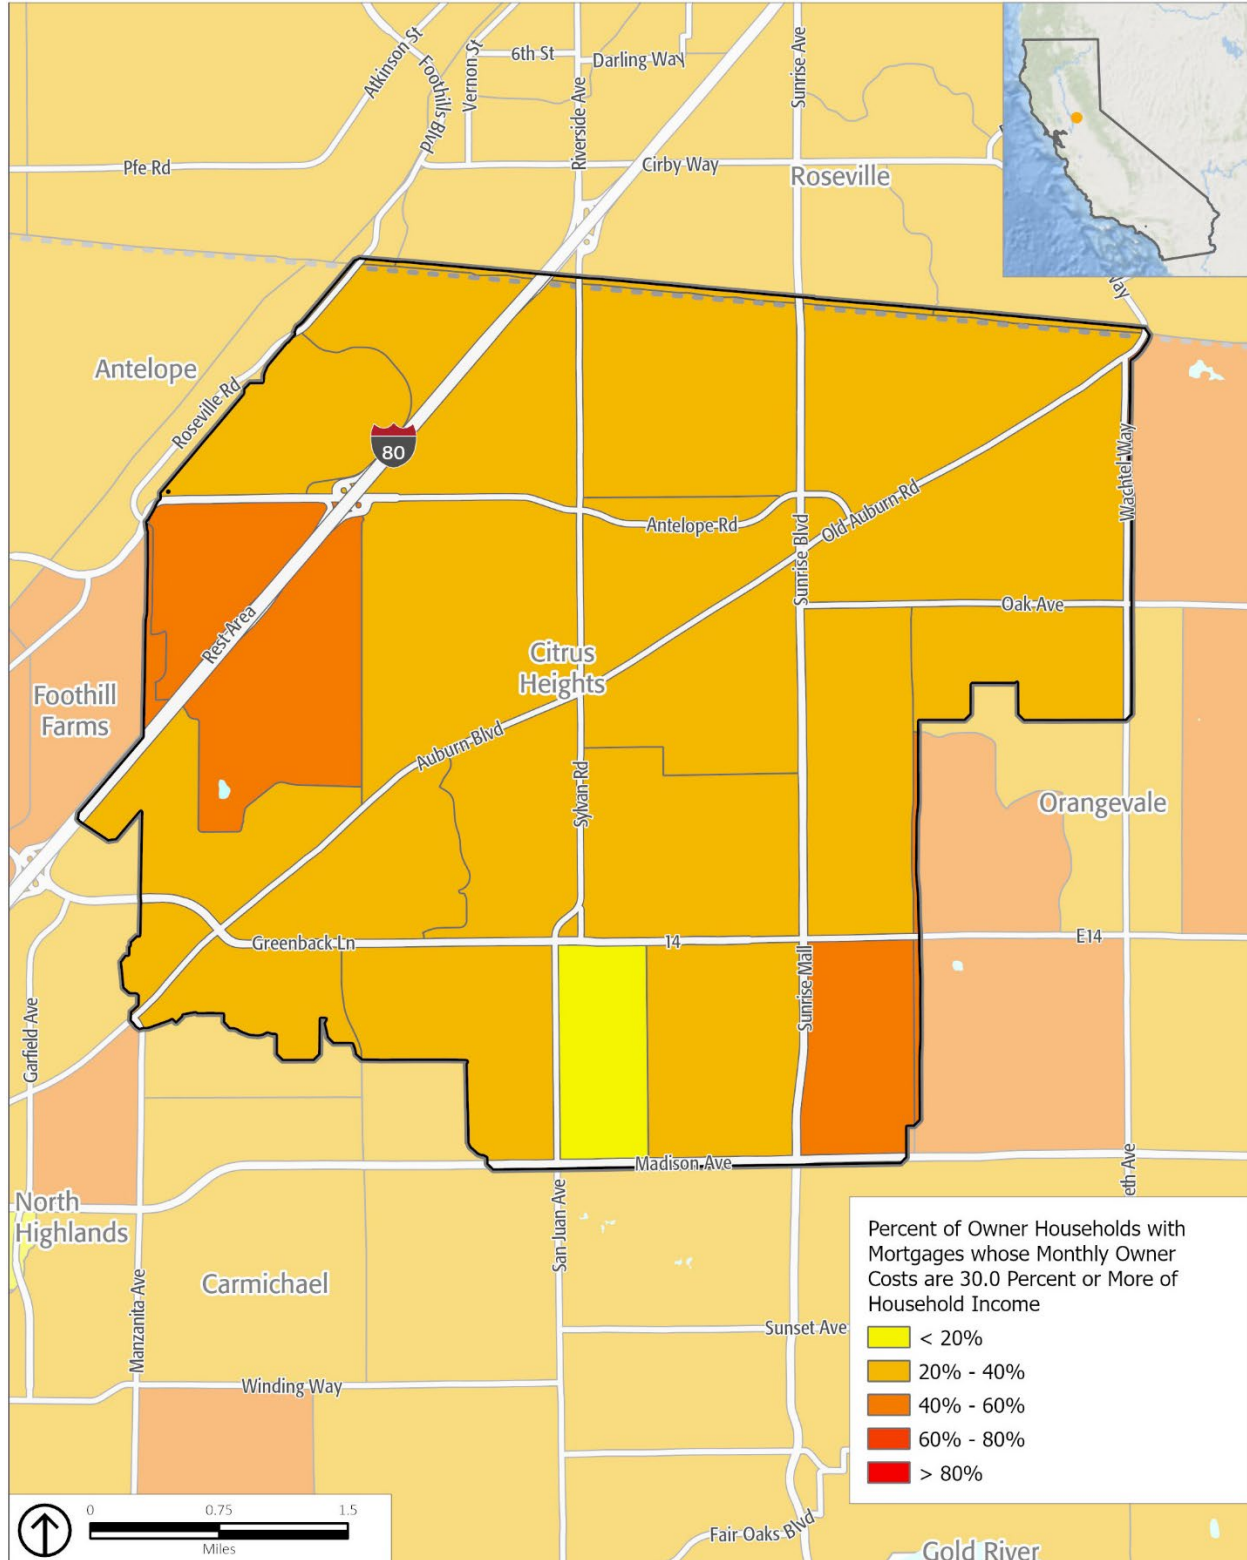 Atkinson St
Foothills Blvd
Vernon St
6th St
Darling Way
Riverside Ave
Sunrise Ave
Pfe Rd
Cirby Way
Roseville
Way
Antelope
Roseville Rd
80
Wachtel Way
Antelope Rd
Old Auburn Rd
Sunrise Blvd
Rest Area
Oak Ave
Citrus
Heights
Foothill
Farms
Auburn Blvd
Sylvan Rd
Orangevale
Greenback Ln
14
E14
Sunrise Mall
Garfield Ave
Madison Ave
eth Ave
North
Highlands
San Juan Ave
Carmichael
Manzanita Ave
Sunset Ave
Winding Way
Fair Oaks Blvd
Gold River
Percent of Owner Households with
Mortgages whose Monthly Owner
Costs are 30.0 Percent or More of
Household Income
< 20%
20% - 40%
40% - 60%
60% - 80%
> 80%
0 0.75 1.5
Miles